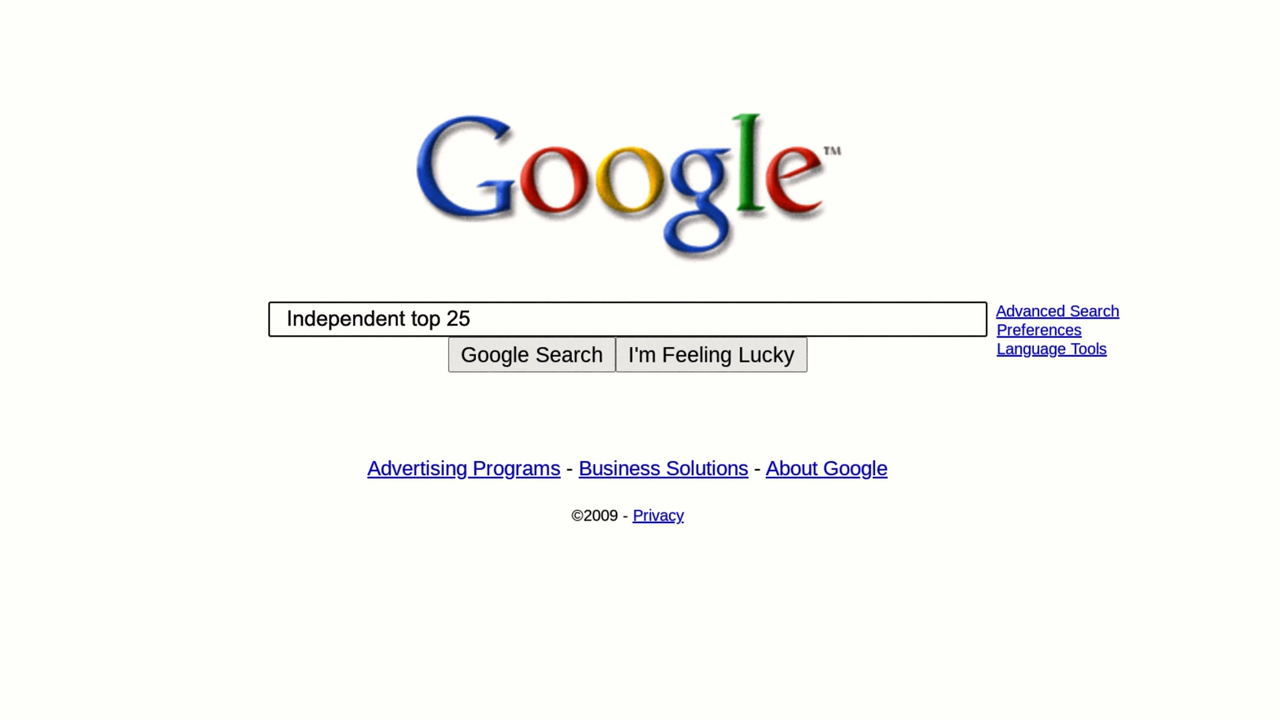 Google™
Independent top 25
Advanced Search
Preferences
Language Tools
Google Search I'm Feeling Lucky
Advertising Programs - Business Solutions - About Google
©2009 - Privacy